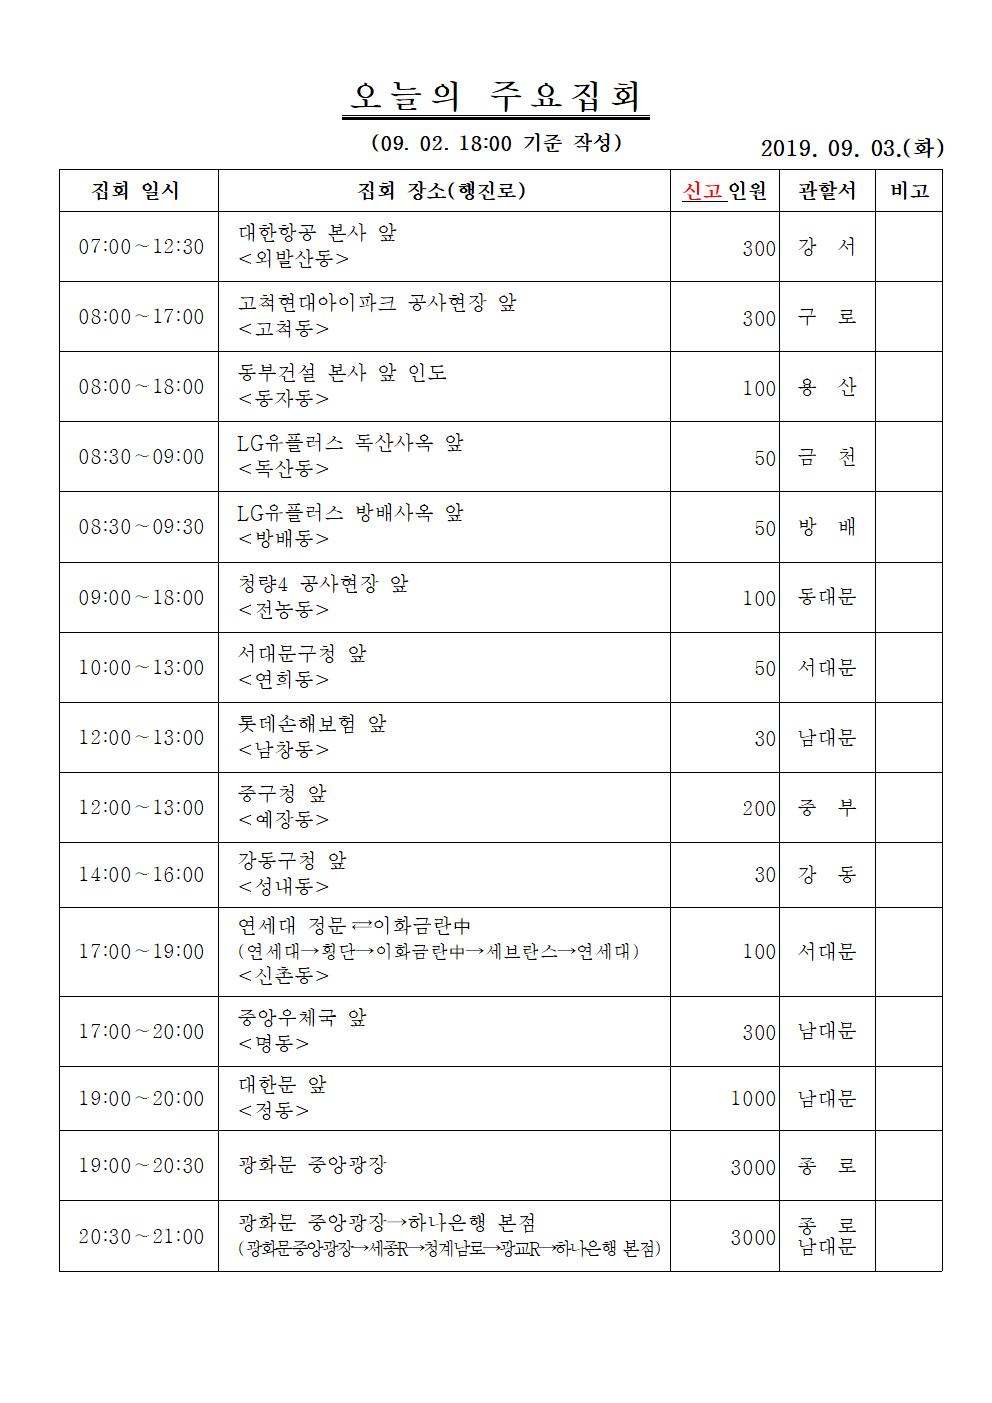 오늘의 주요집회
(09. 02. 18:00 기준 작성)
2019. 09. 03.(화)
집회 일시 집회 장소(행진로) 신고 인원 관할서 비고
07:00～12:30 대한항공 본사 앞 <외발산동> 300 강 서
08:00～17:00 고척현대아이파크 공사현장 앞 <고척동> 300 구 로
08:00～18:00 동부건설 본사 앞 인도 <동자동> 100 용 산
08:30～09:00 LG유플러스 독산사옥 앞 <독산동> 50 금 천
08:30～09:30 LG유플러스 방배사옥 앞 <방배동> 50 방 배
09:00～18:00 청량4 공사현장 앞 <전농동> 100 동대문
10:00～13:00 서대문구청 앞 <연희동> 50 서대문
12:00～13:00 롯데손해보험 앞 <남창동> 30 남대문
12:00～13:00 중구청 앞 <예장동> 200 중 부
14:00～16:00 강동구청 앞 <성내동> 30 강 동
17:00～19:00 연세대 정문⇄이화금란中 (연세대→횡단→이화금란中→세브란스→연세대) <신촌동> 100 서대문
17:00～20:00 중앙우체국 앞 <명동> 300 남대문
19:00～20:00 대한문 앞 <정동> 1000 남대문
19:00～20:30 광화문 중앙광장 3000 종 로
20:30～21:00 광화문 중앙광장→하나은행 본점 (광화문중앙광장→세종R→청계남로→광교R→하나은행 본점) 3000 종 로 남대문